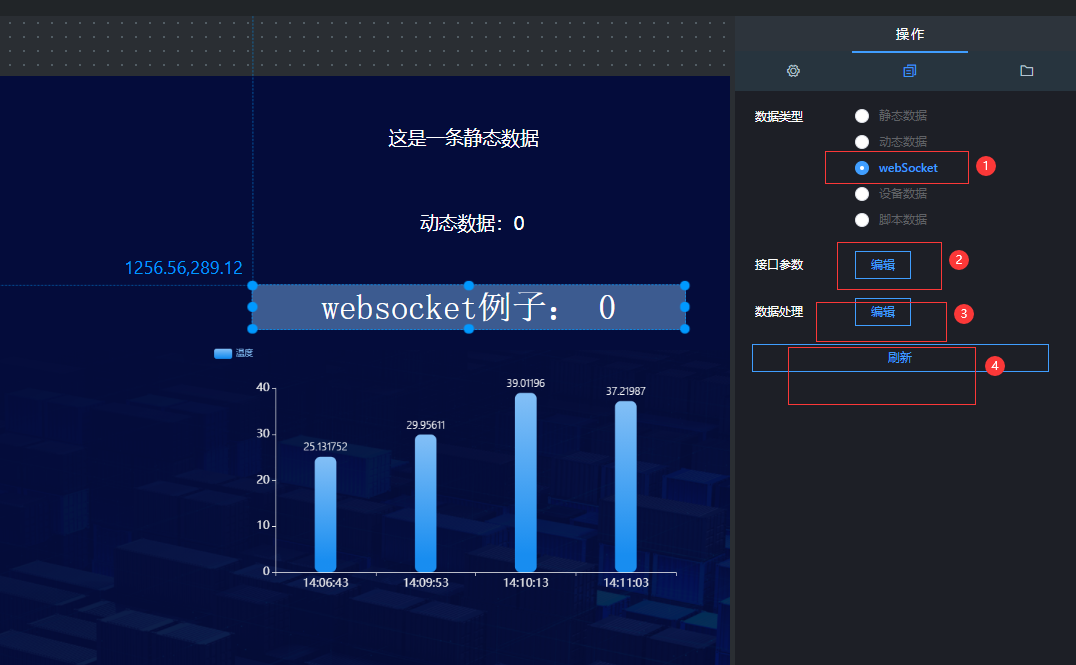 操作
数据类型
静态数据
动态数据
webSocket
1
设备数据
脚本数据
接口参数
编辑
2
数据处理
编辑
3
刷新
4
这是一条静态数据
动态数据：0
1256.56,289.12
websocket例子： 0
温度
40
30
20
10
0
25.131752
29.95611
39.01196
37.21987
14:06:43
14:09:53
14:10:13
14:11:03